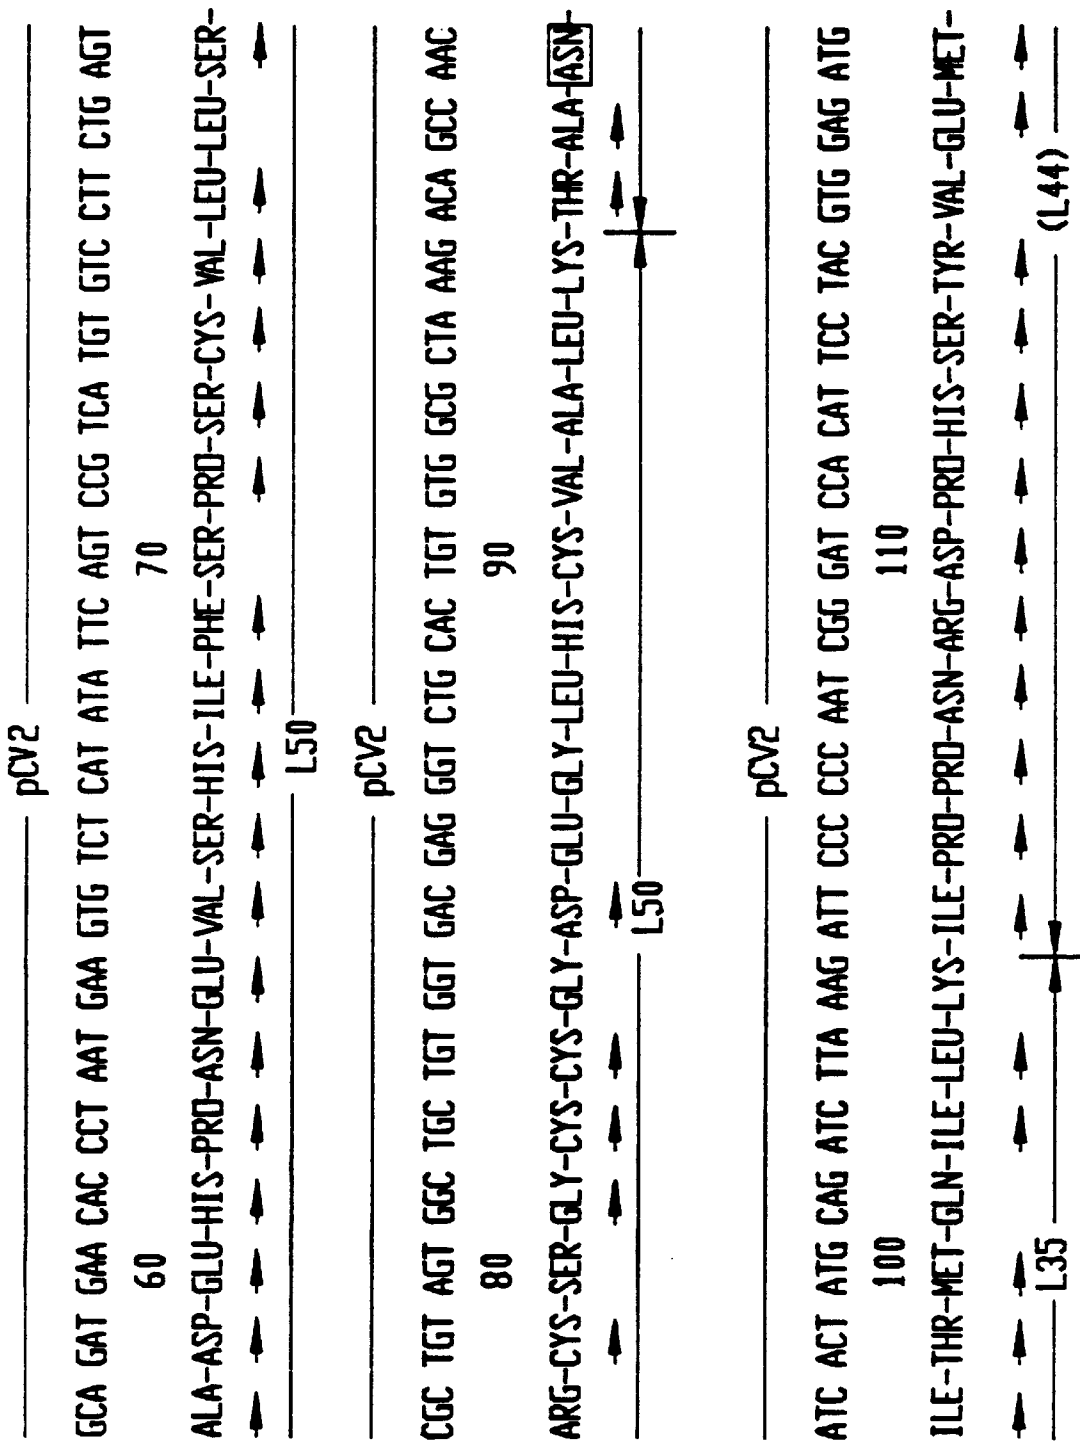 pCV2
GCA GAT GAA CAC CCT AAT GAA GTG TCT CAT ATA TTC AGT CCG TCA TGT GTC CTT CTG AGT
60 70
ALA-ASP-GLU-HIS-PRO-ASN-GLU-VAL-SER-HIS-ILE-PHE-SER-PRO-SER-CYS-VAL-LEU-LEU-SER-
L50
pCV2
CGC TGT AGT GGC TGC TGT GGT GAC GAG GGT CTG CAC TGT GTG GCG CTA AAG ACA GCC AAC
80 90
ARG-CYS-SER-GLY-CYS-CYS-GLY-ASP-GLU-GLY-LEU-HIS-CYS-VAL-ALA-LEU-LYS-THR-ALA-ASN-
L50
pCV2
ATC ACT ATG CAG ATC TTA AAG ATT CCC CCC AAT CGG GAT CCA CAT TCC TAC GTG GAG ATG
100 110
ILE-THR-MET-GLN-ILE-LEU-LYS-ILE-PRO-PRO-ASN-ARG-ASP-PRO-HIS-SER-TYR-VAL-GLU-MET-
L35 (L44)